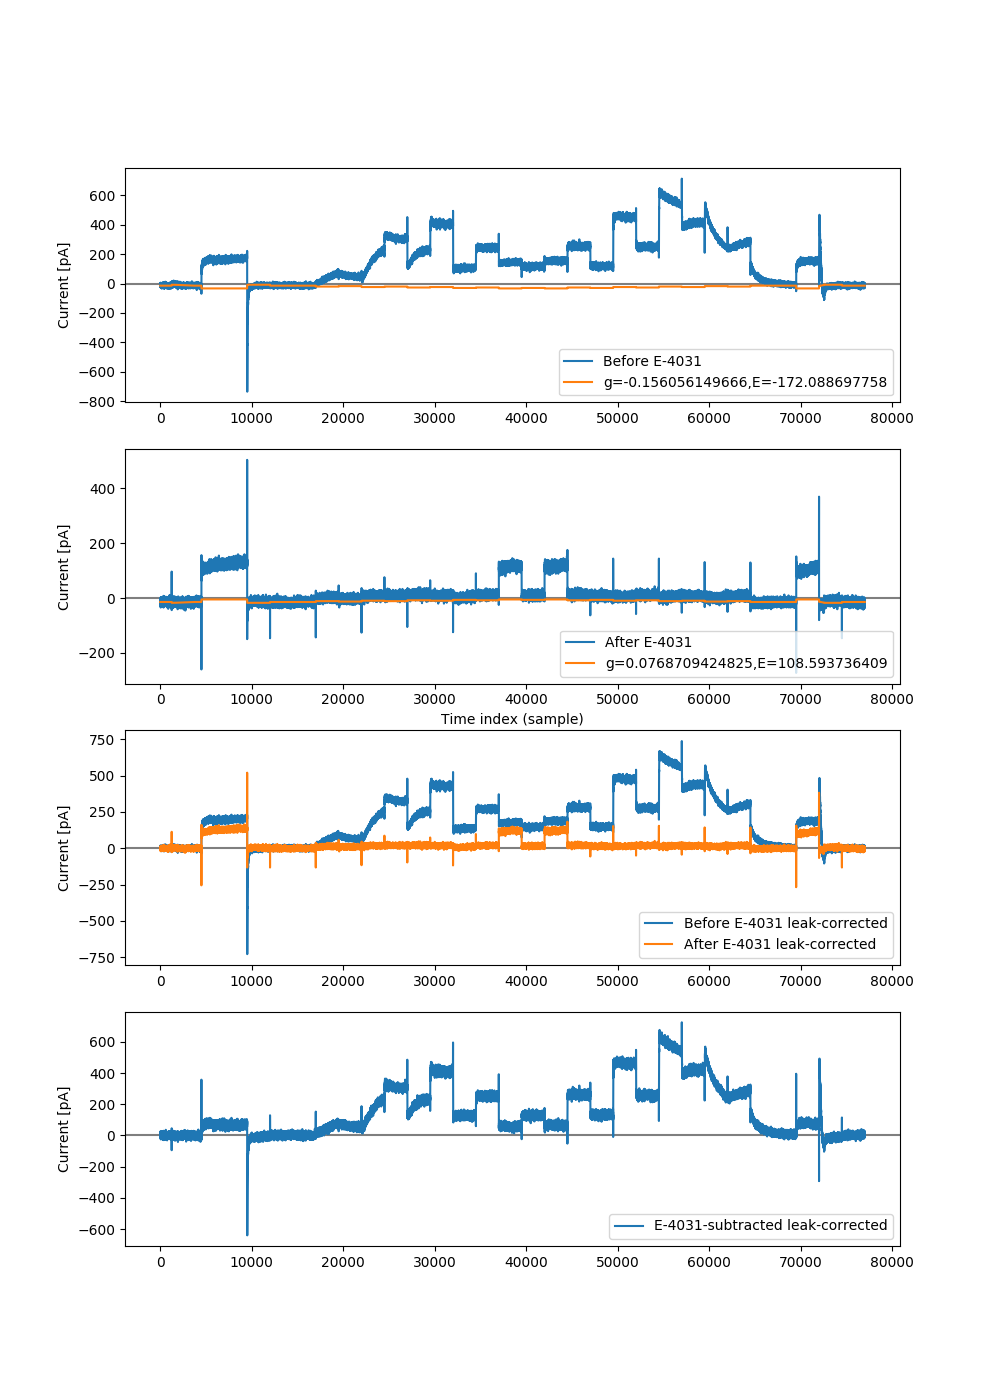 600
400
200
0
−200
−400
−600
−800
Current [pA]
Before E-4031
g=-0.156056149666,E=-172.088697758
0 10000 20000 30000 40000 50000 60000 70000 80000
400
200
0
−200
Current [pA]
After E-4031
g=0.0768709424825,E=108.593736409
0 10000 20000 30000 40000 50000 60000 70000 80000
Time index (sample)
750
500
250
0
−250
−500
−750
Current [pA]
Before E-4031 leak-corrected
After E-4031 leak-corrected
0 10000 20000 30000 40000 50000 60000 70000 80000
600
400
200
0
−200
−400
−600
Current [pA]
E-4031-subtracted leak-corrected
0 10000 20000 30000 40000 50000 60000 70000 80000